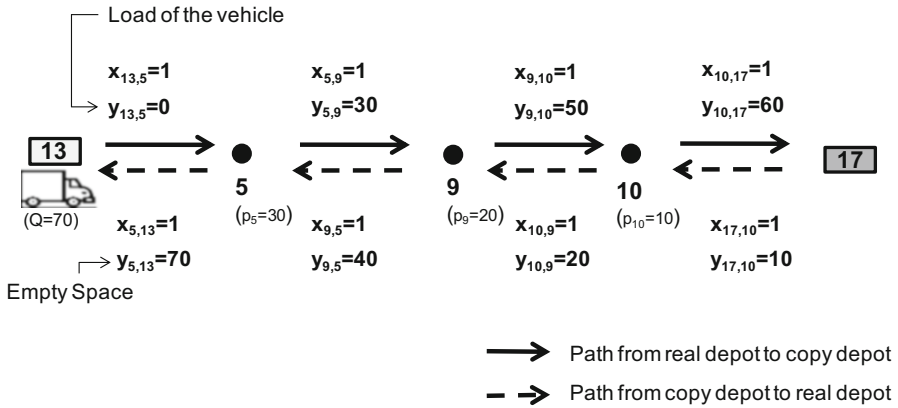 Load of the vehicle
x13,5=1 x5,9=1 x9,10=1 x10,17=1
y13,5=0 y5,9=30 y9,10=50 y10,17=60
13 17
5 9 10
(Q=70) (p5=30) (p9=20) (p10=10)
x5,13=1 x9,5=1 x10,9=1 x17,10=1
y5,13=70 y9,5=40 y10,9=20 y17,10=10
Empty Space
Path from real depot to copy depot
Path from copy depot to real depot